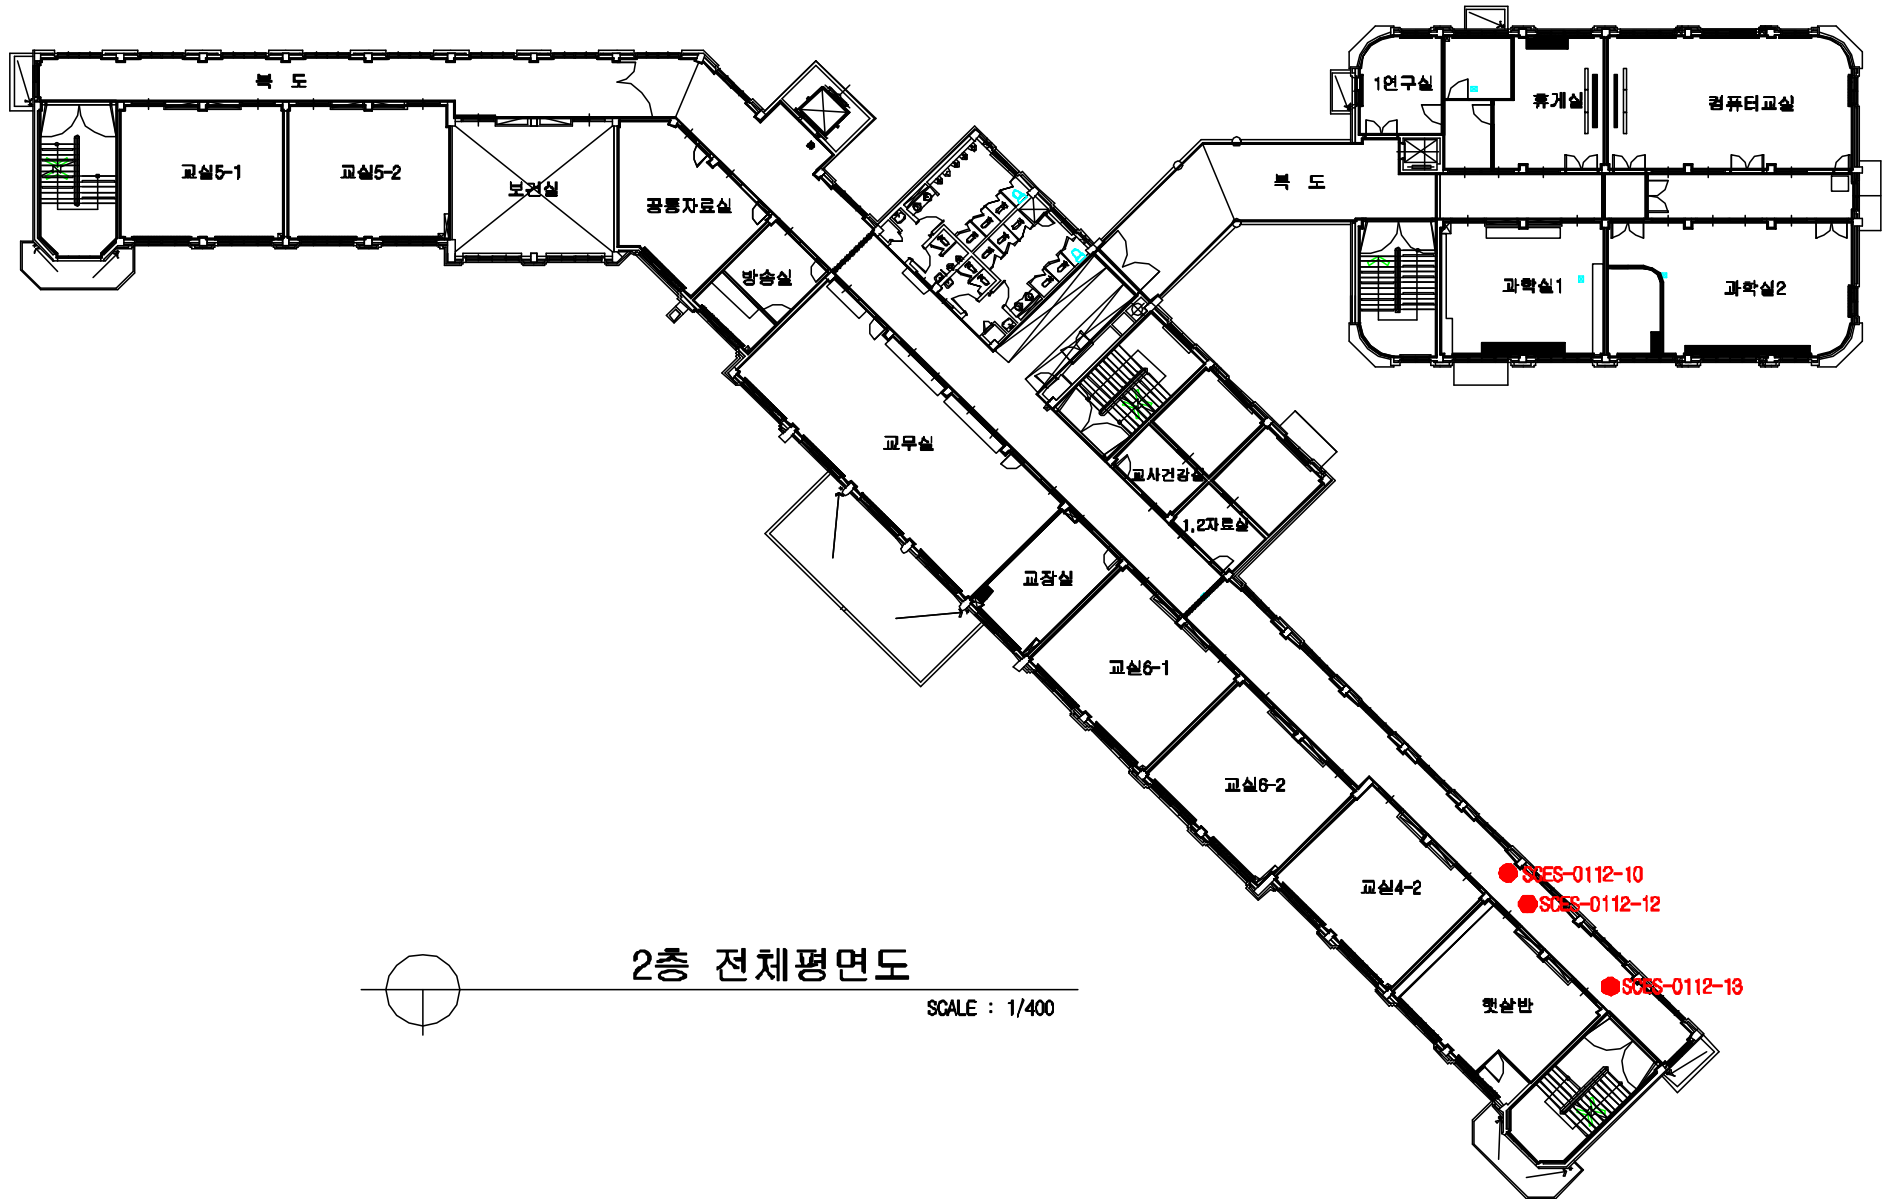 복 도
1연구실
휴게실
컴퓨터교실
교실5-1
교실5-2
보건실
공통자료실
복 도
방송실
과학실1
과학실2
교무실
교사건강실
1,2자료실
교장실
교실6-1
교실6-2
교실4-2
햇살반
SCES-0112-10
SCES-0112-12
SCES-0112-13
2층 전체평면도
SCALE : 1/400